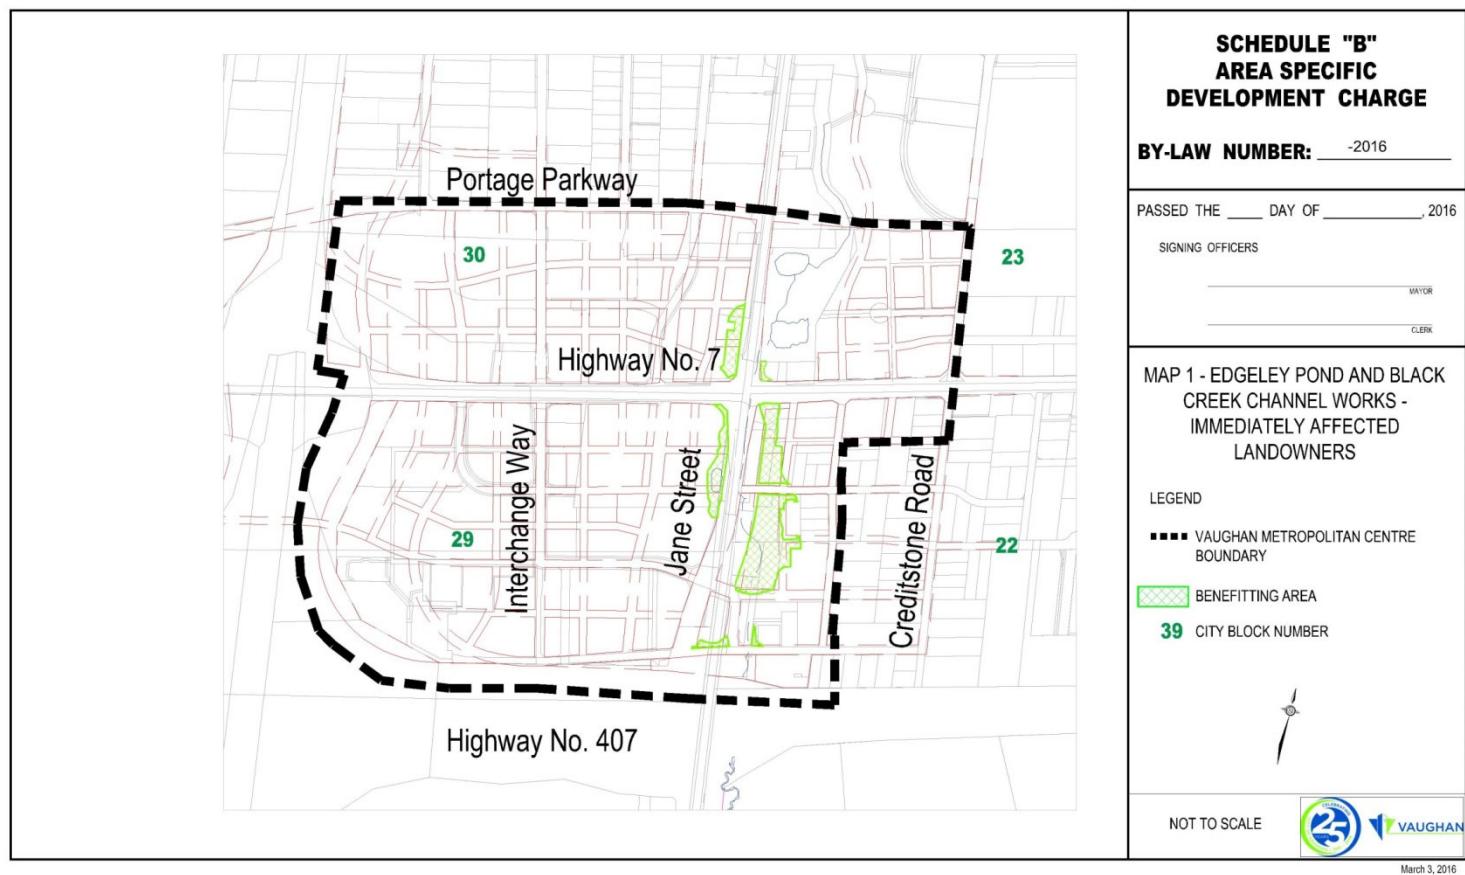 SCHEDULE "B"
AREA SPECIFIC
DEVELOPMENT CHARGE
BY-LAW NUMBER: -2016
PASSED THE ____ DAY OF ____________, 2016
SIGNING OFFICERS
MAYOR
CLERK
MAP 1 - EDGELEY POND AND BLACK
CREEK CHANNEL WORKS -
IMMEDIATELY AFFECTED
LANDOWNERS
LEGEND
VAUGHAN METROPOLITAN CENTRE
BOUNDARY
BENEFITTING AREA
39 CITY BLOCK NUMBER
NOT TO SCALE
25
VAUGHAN
March 3, 2016
Portage Parkway
30
23
Highway No. 7
Interchange Way
Jane Street
Creditstone Road
29
22
Highway No. 407